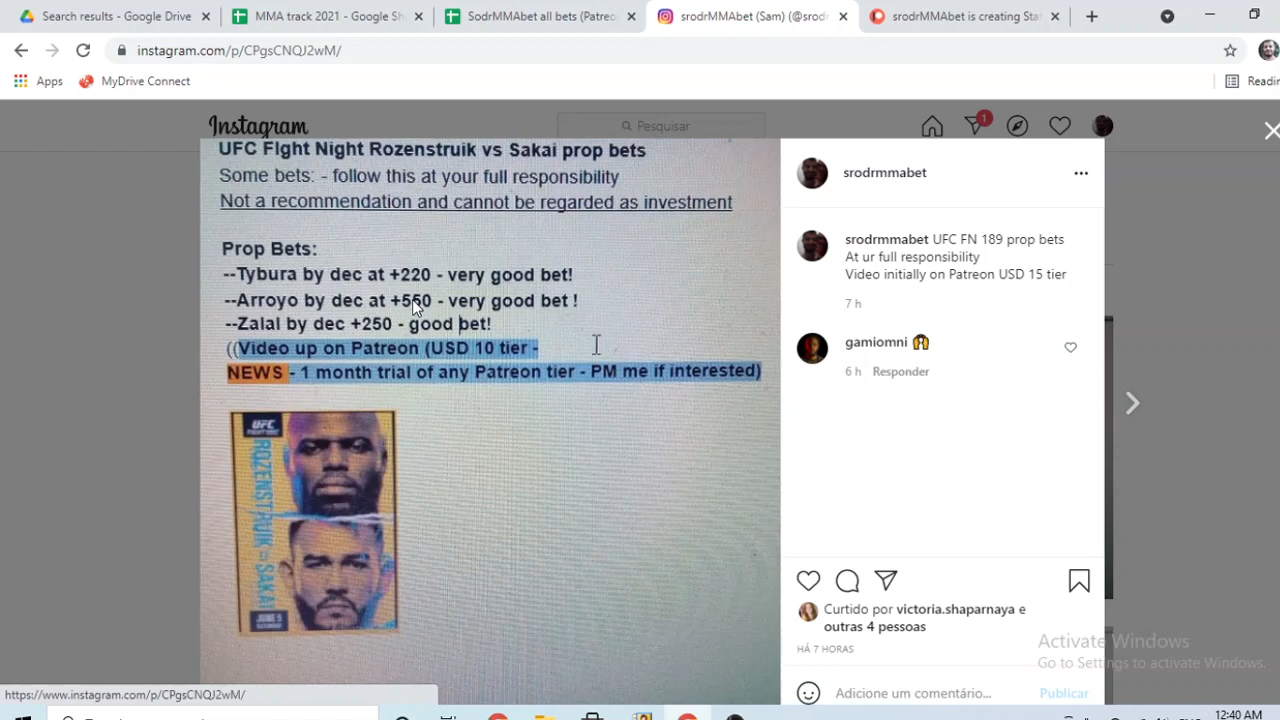 Search results - Google Drive
MMA track 2021 - Google Sh
SodrMMAbet all bets (Patreo
srodrMMAbet (Sam) (@srodr
srodrMMAbet is creating Stat
instagram.com/p/CPgsCNQJ2wM/
Apps
MyDrive Connect
Readin
Instagram
Pesquisar
1
UFC FIght Night Rozenstruik vs Sakai prop bets
Some bets: - follow this at your full responsibility
Not a recommendation and cannot be regarded as investment
Prop Bets:
--Tybura by dec at +220 - very good bet!
--Arroyo by dec at +550 - very good bet !
--Zalal by dec +250 - good bet!
((Video up on Patreon (USD 10 tier -
NEWS - 1 month trial of any Patreon tier - PM me if interested)
UFC
ROZENSTRUIK - SAKAI
JUNE 5
srodrmmabet
srodrmmabet UFC FN 189 prop bets
At ur full responsibility
Video initially on Patreon USD 15 tier
7 h
gamiomni
6 h Responder
Curtido por victoria.shaparnaya e
outras 4 pessoas
HÁ 7 HORAS
Adicione um comentário...
Publicar
Activate Windows
Go to Settings to activate Windows.
https://www.instagram.com/p/CPgsCNQJ2wM/
12:40 AM